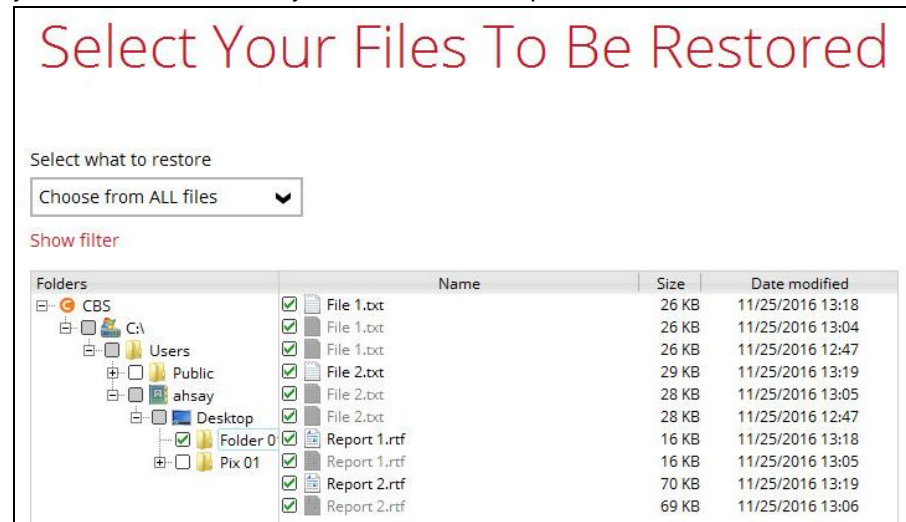 Select Your Files To Be Restored
Select what to restore
Choose from ALL files
Show filter
Folders Name Size Date modified
CBS File 1.txt 26 KB 11/25/2016 13:18
C:\ File 1.txt 26 KB 11/25/2016 13:04
Users File 1.txt 26 KB 11/25/2016 12:47
Public File 2.txt 29 KB 11/25/2016 13:19
ahsay File 2.txt 28 KB 11/25/2016 13:05
Desktop File 2.txt 28 KB 11/25/2016 12:47
Folder 0 Report 1.rtf 16 KB 11/25/2016 13:18
Pix 01 Report 1.rtf 16 KB 11/25/2016 13:05
Report 2.rtf 70 KB 11/25/2016 13:19
Report 2.rtf 69 KB 11/25/2016 13:06